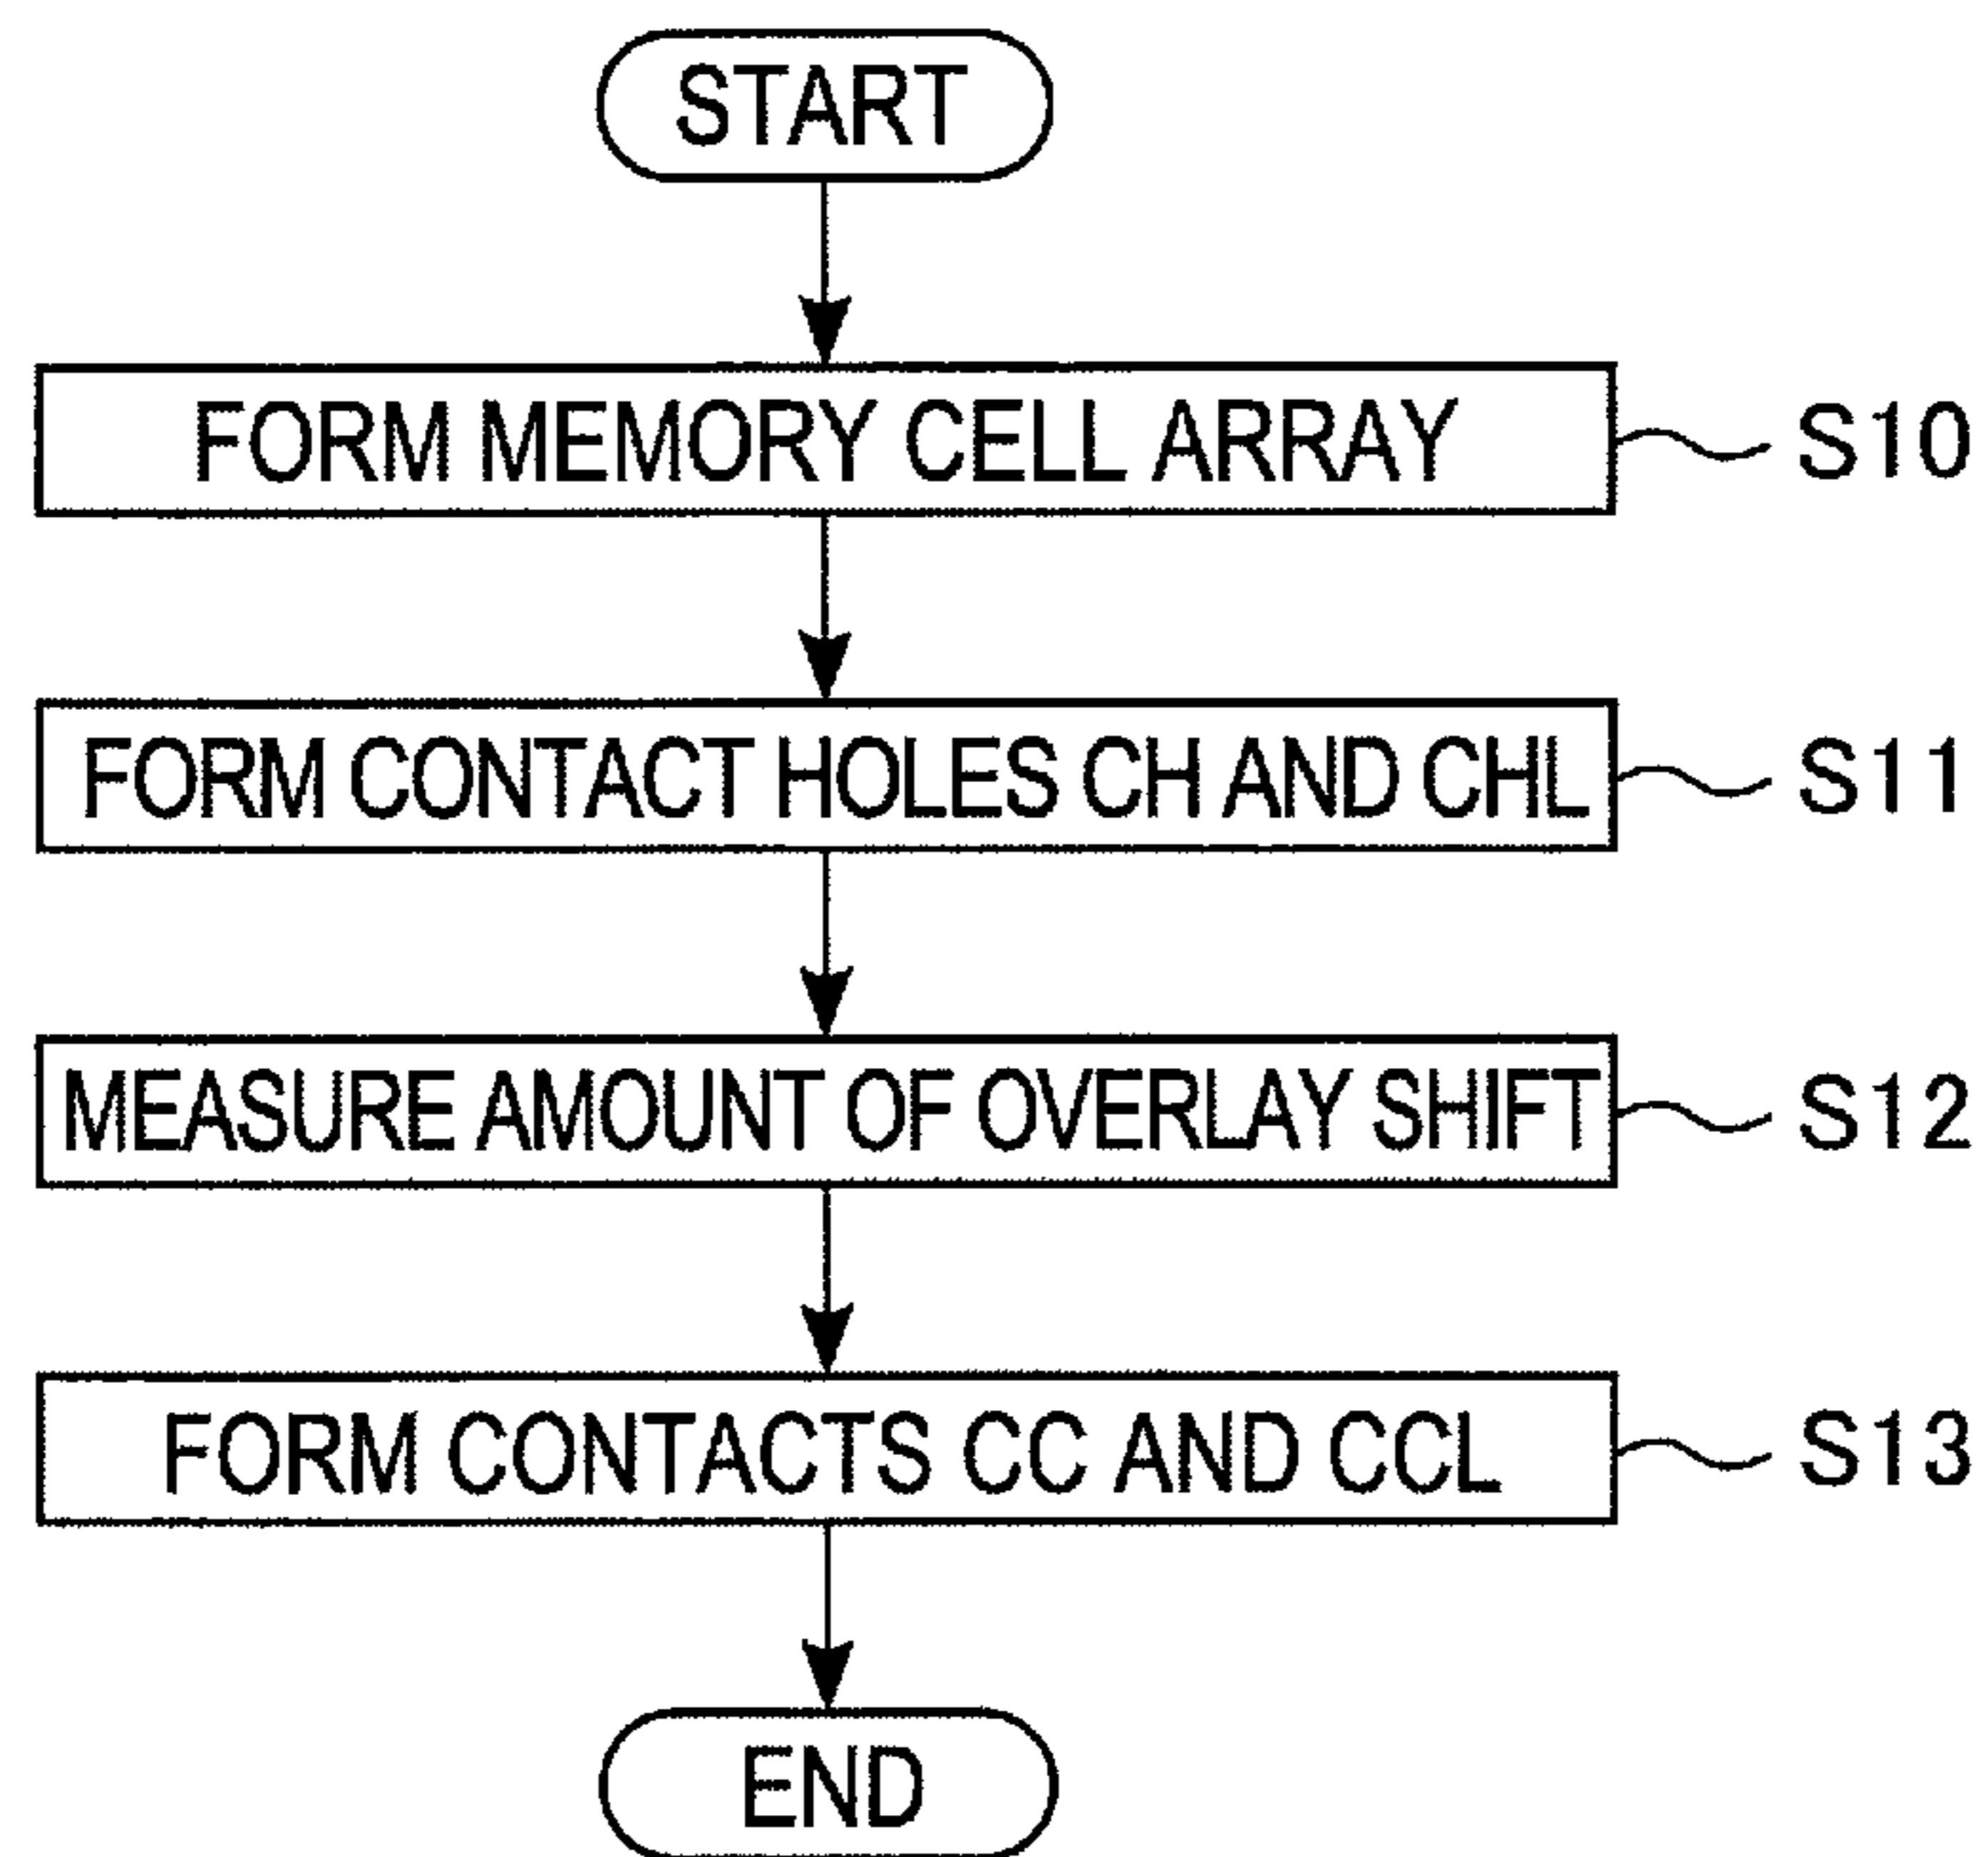 START
FORM MEMORY CELL ARRAY S10
FORM CONTACT HOLES CH AND CHL S11
MEASURE AMOUNT OF OVERLAY SHIFT S12
FORM CONTACTS CC AND CCL S13
END